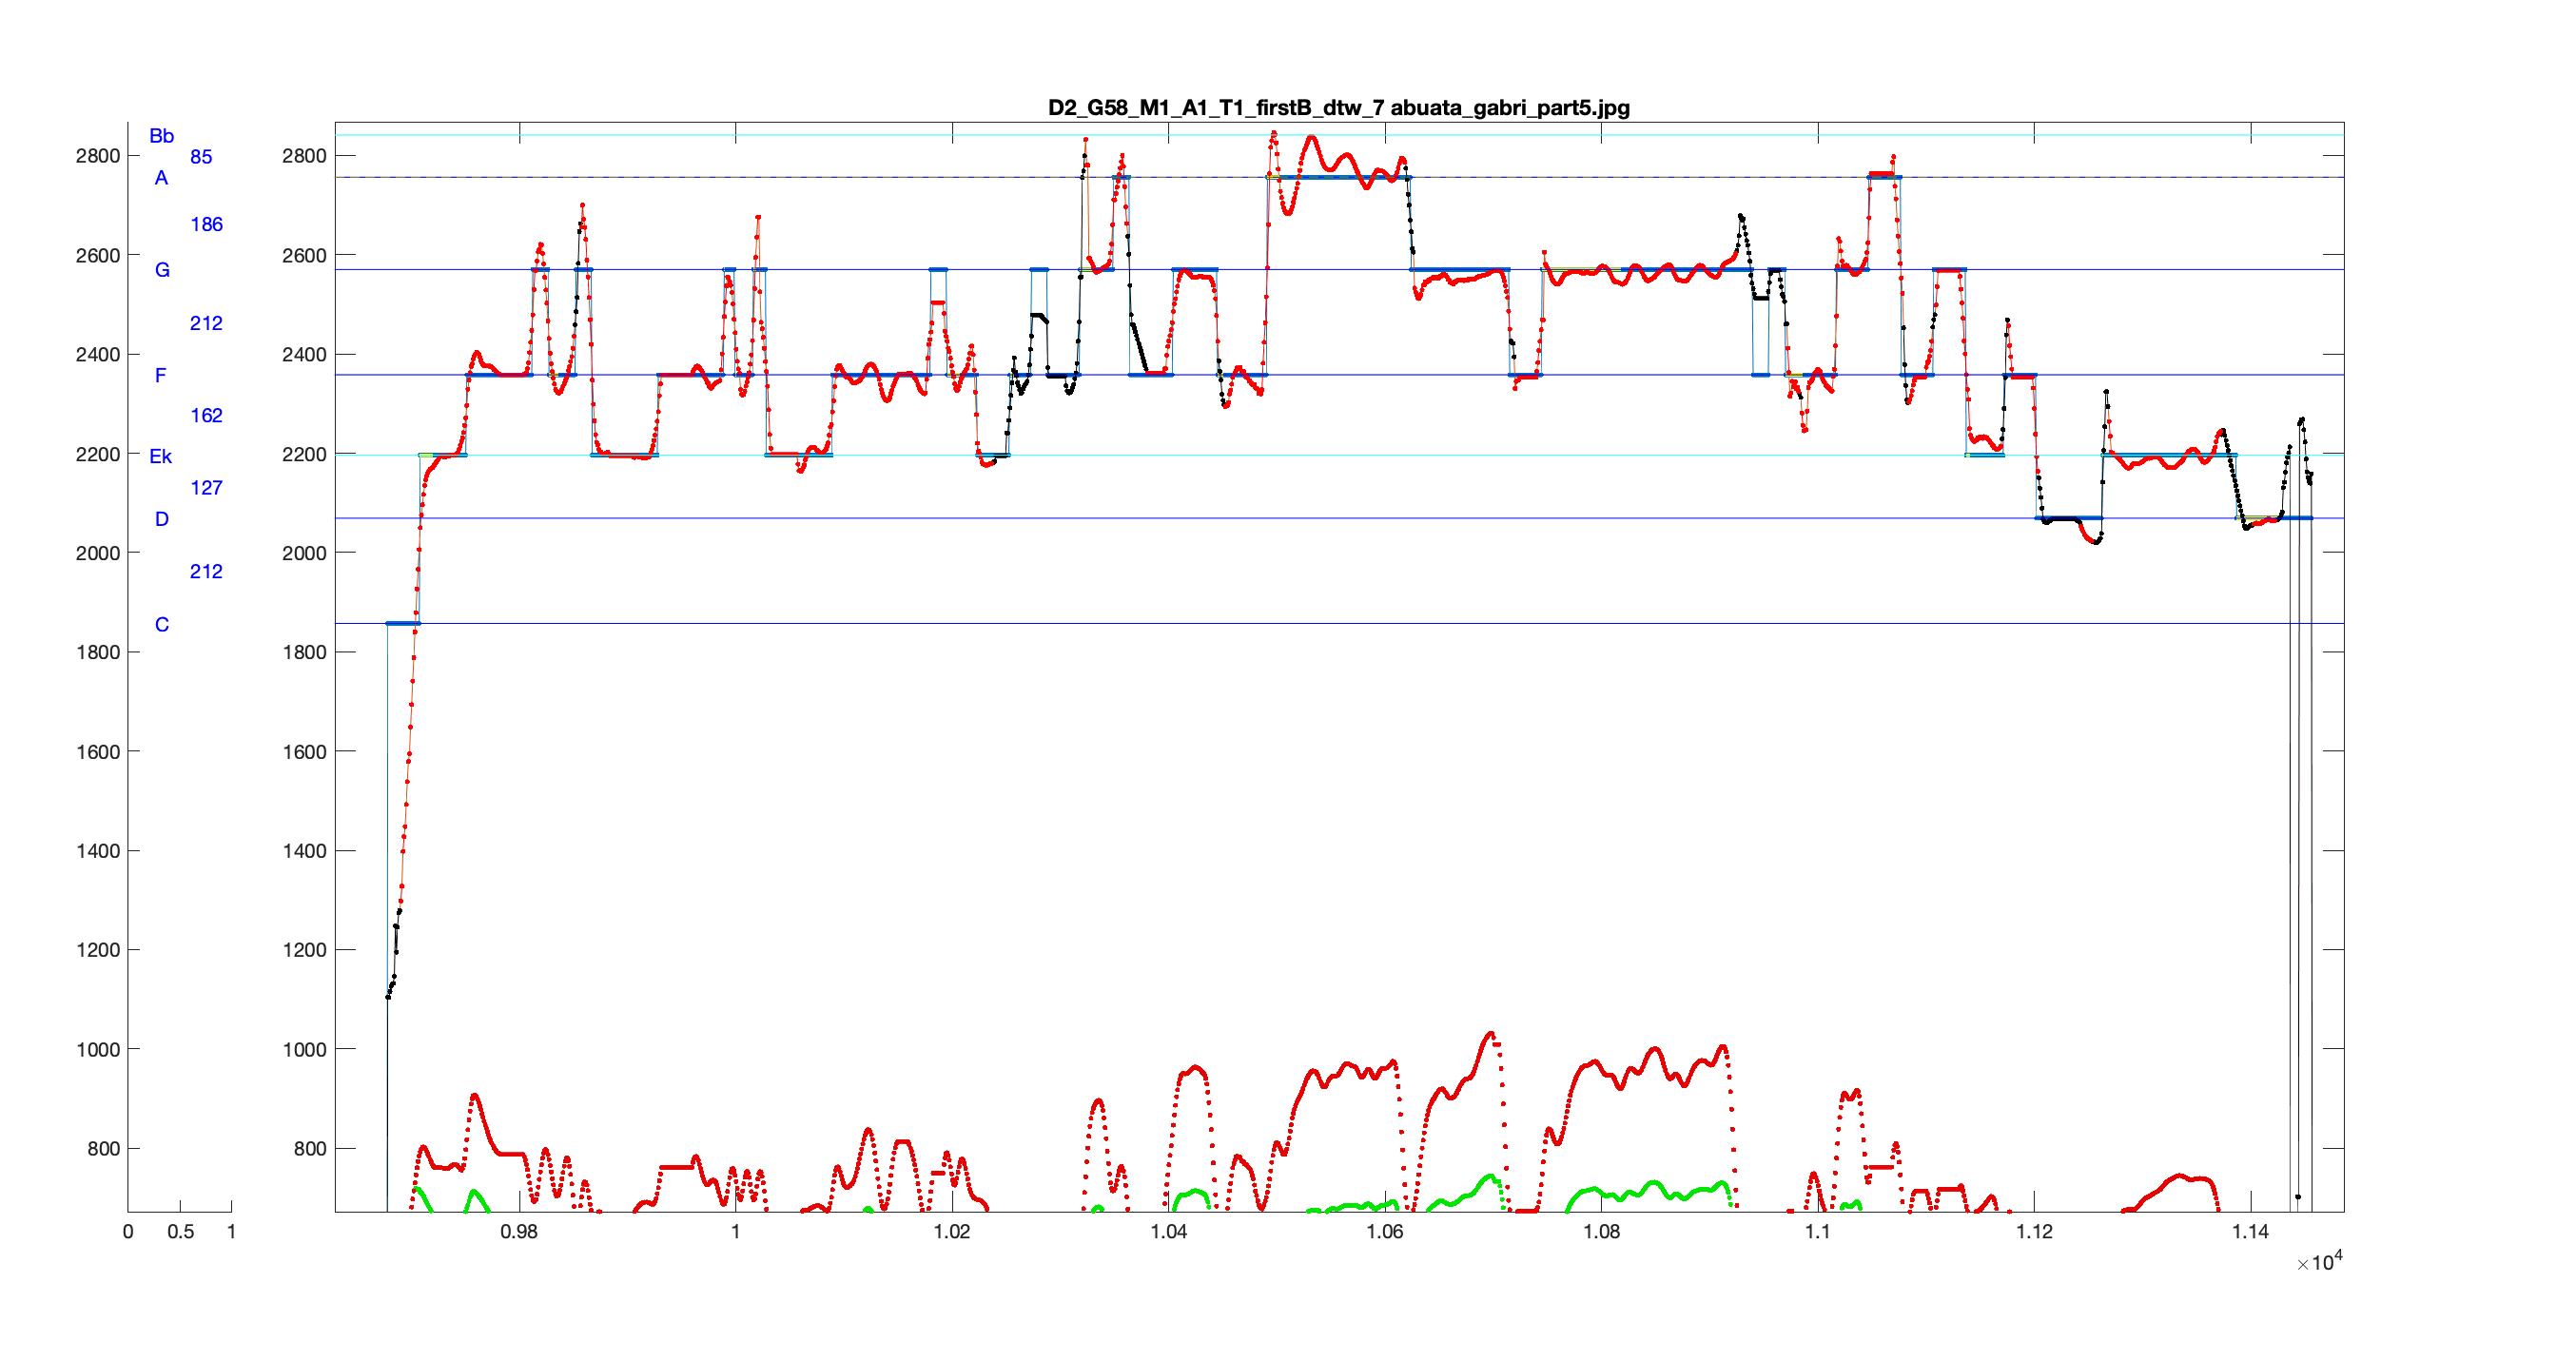 D2_G58_M1_A1_T1_firstB_dtw_7 abuata_gabri_part5.jpg
Bb
2800 85 2800
A
186
2600 G 2600
212
2400 F 2400
162
2200 Ek 2200
127
D
2000 2000
212
C
1800 1800
1600 1600
1400 1400
1200 1200
1000 1000
800 800
0 0.5 1 0.98 1 1.02 1.04 1.06 1.08 1.1 1.12 1.14
×10^4